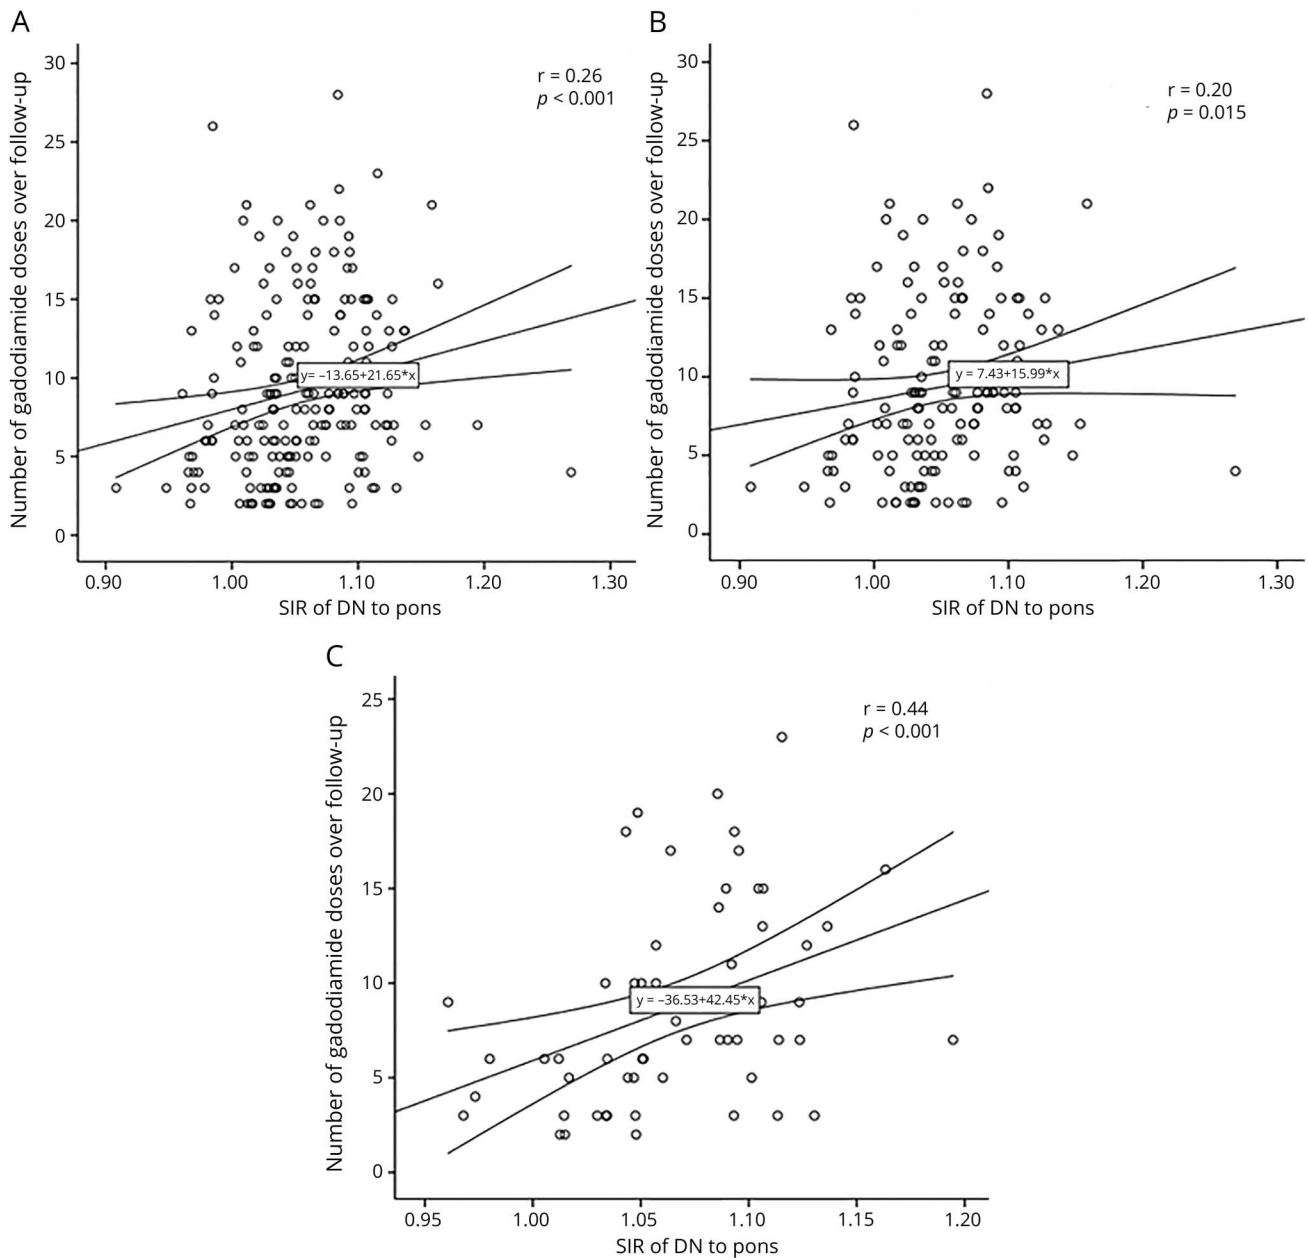 A
Number of gadodiamide doses over follow-up
30
25
20
15
10
5
0
r = 0.26
p < 0.001
y= –13.65+21.65*x
0.90 1.00 1.10 1.20 1.30
SIR of DN to pons
B
Number of gadodiamide doses over follow-up
30
25
20
15
10
5
0
r = 0.20
p = 0.015
y = 7.43+15.99*x
0.90 1.00 1.10 1.20 1.30
SIR of DN to pons
C
Number of gadodiamide doses over follow-up
25
20
15
10
5
0
r = 0.44
p < 0.001
y = –36.53+42.45*x
0.95 1.00 1.05 1.10 1.15 1.20
SIR of DN to pons